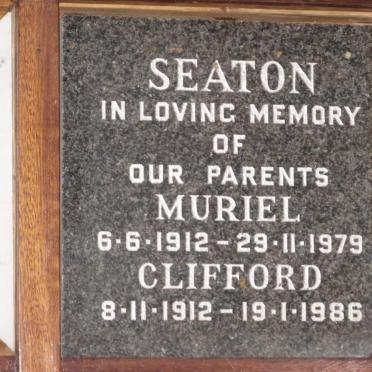 SEATON
IN LOVING MEMORY
OF
OUR PARENTS
MURIEL
6·6·1912 – 29·11·1979
CLIFFORD
8·11·1912 – 19·1·1986